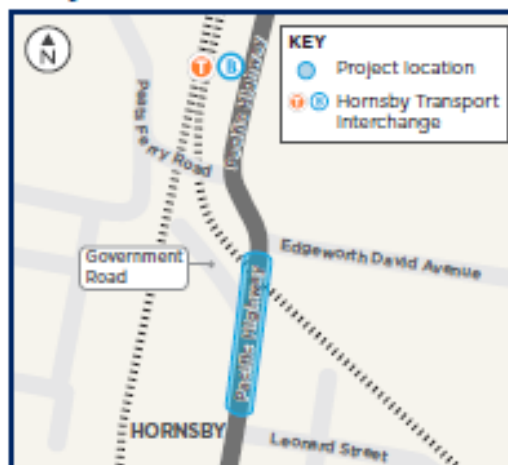 N
KEY
Project location
T B Hornsby Transport
Interchange
T B
Pacific Highway
Peats Ferry Road
Edgeworth David Avenue
Government
Road
Pacific Highway
HORNSBY
Leonard Street